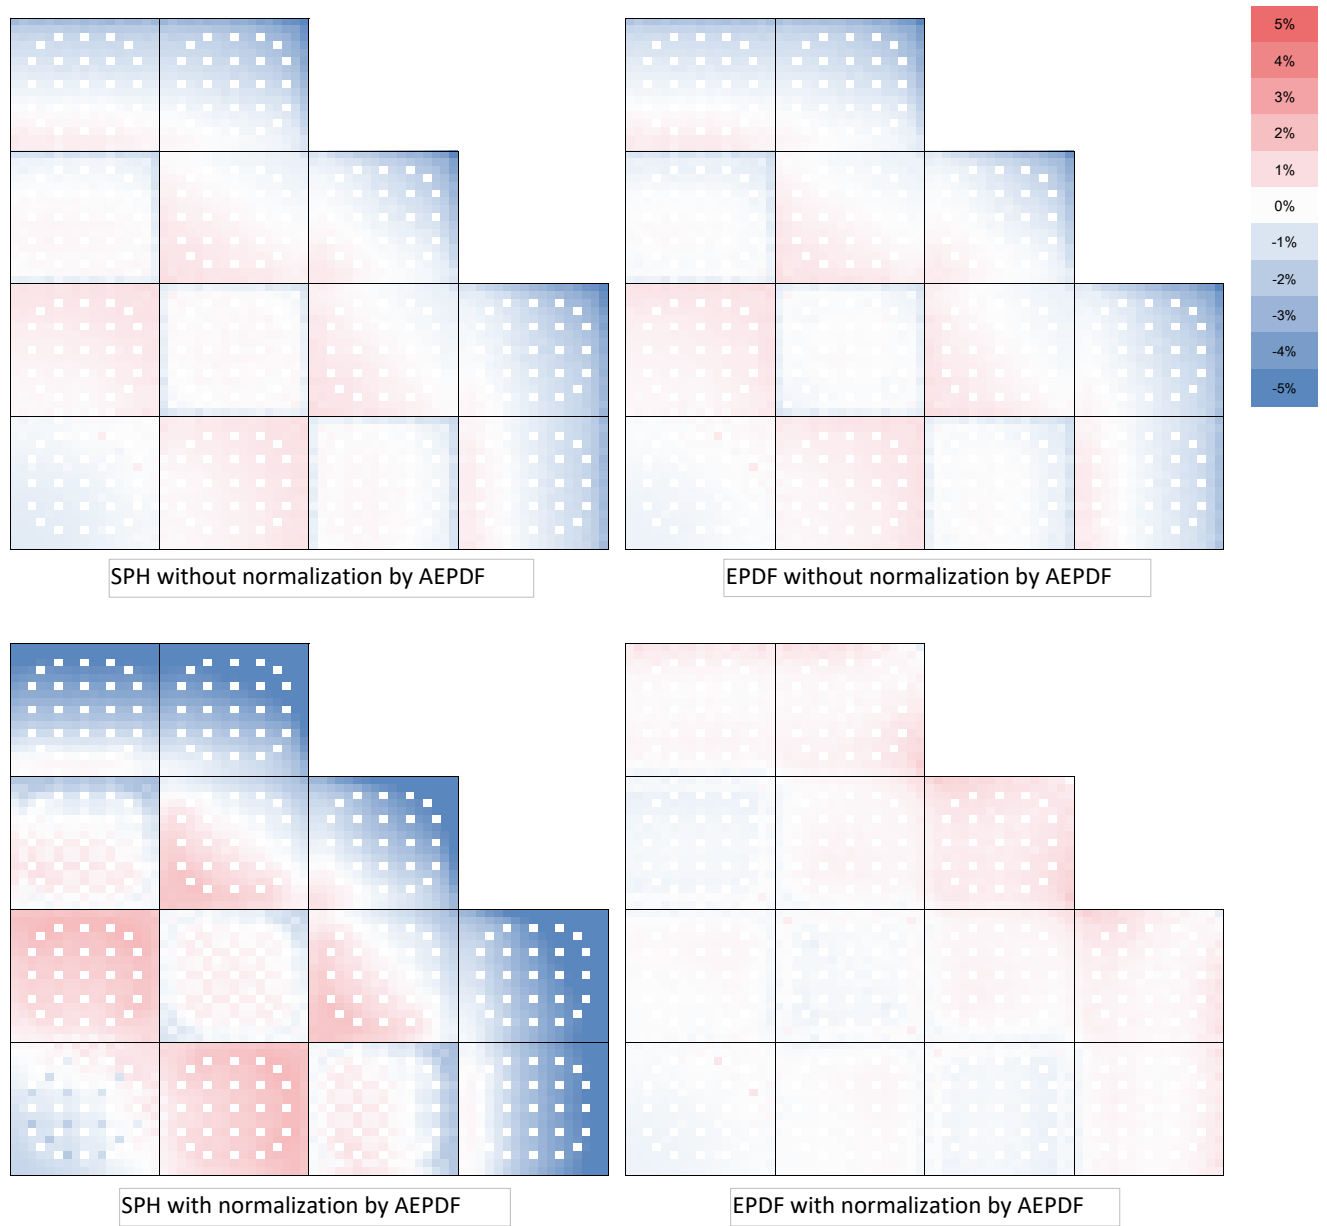 5%
4%
3%
2%
1%
0%
-1%
-2%
-3%
-4%
-5%
SPH without normalization by AEPDF
EPDF without normalization by AEPDF
SPH with normalization by AEPDF
EPDF with normalization by AEPDF